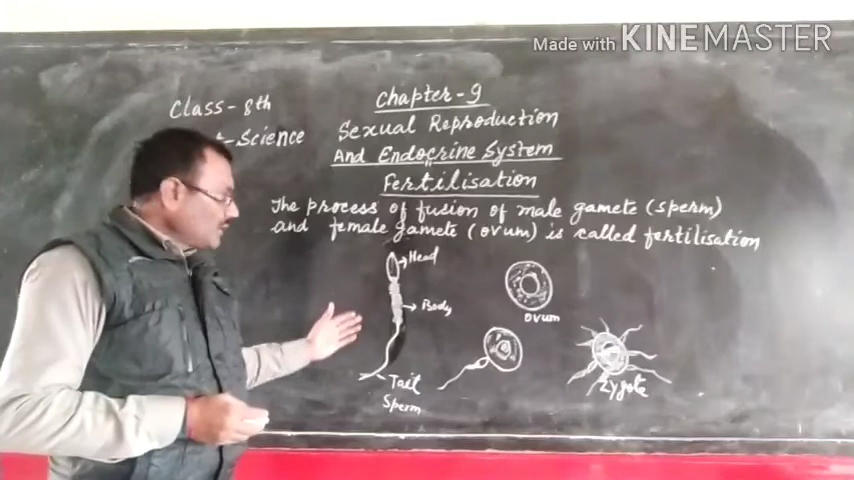 Made with KINEMASTER
Class-8th
Chapter-9
-Science
Sexual Reproduction
And Endocrine System
Fertilisation
The process of fusion of male gamete (sperm)
and female gamete (ovum) is called fertilisation
Head
Body
Tail
Sperm
ovum
Zygote